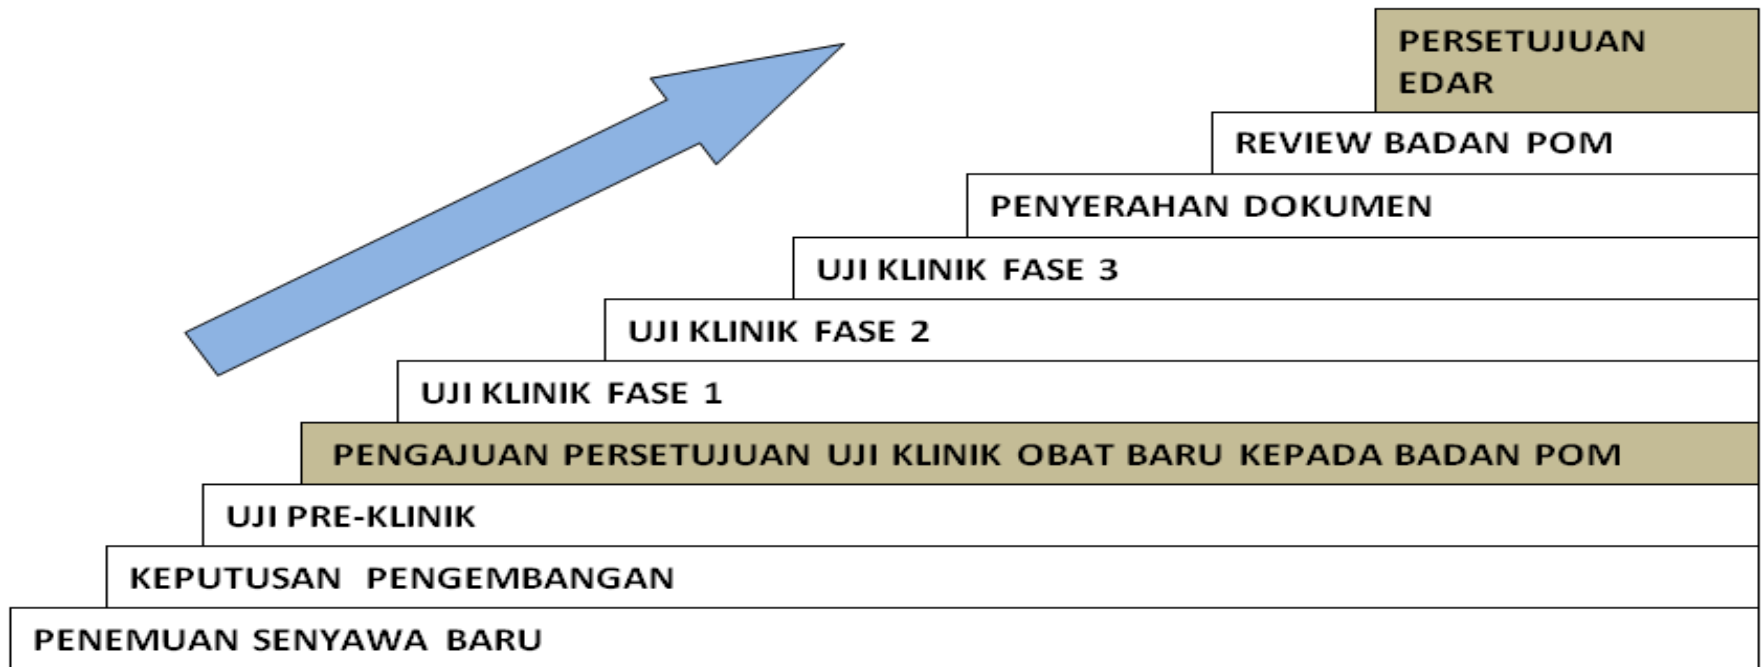 PERSETUJUAN
EDAR
REVIEW BADAN POM
PENYERAHAN DOKUMEN
UJI KLINIK FASE 3
UJI KLINIK FASE 2
UJI KLINIK FASE 1
PENGAJUAN PERSETUJUAN UJI KLINIK OBAT BARU KEPADA BADAN POM
UJI PRE-KLINIK
KEPUTUSAN PENGEMBANGAN
PENEMUAN SENYAWA BARU